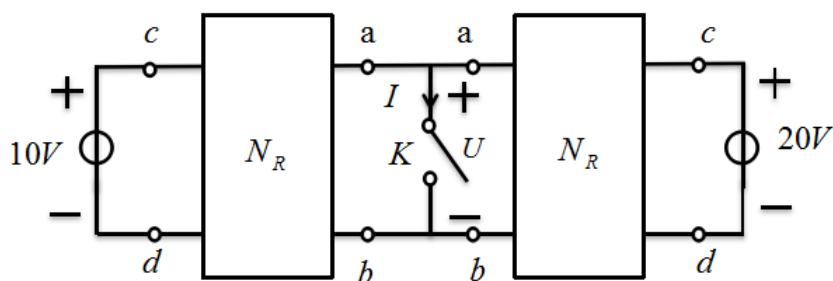 c a a c
+ I + +
10V N_R K U N_R 20V
− − −
d b b d